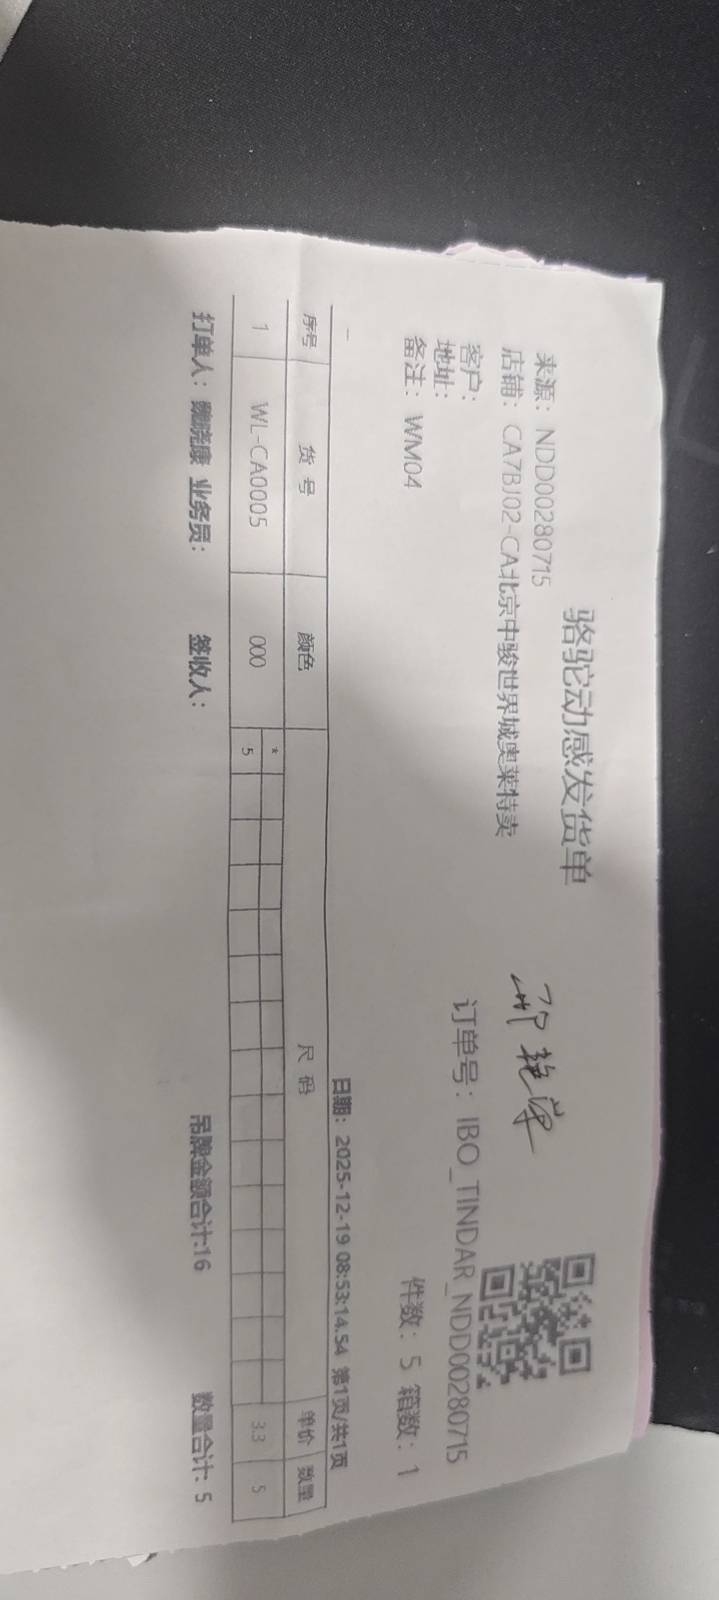 骆驼动感发货单
来源：NDD00280715
店铺：CA7BJ02-CA北京中骏世界城奥莱特卖
客户： 订单号：IBO_TINDAR_NDD00280715
地址：
备注：WM04 件数：5 箱数：1
日期：2025-12-19 08:53:14.54 第1页/共1页
序号 货号 颜色 尺码 单价 数量
1 WL-CA0005 000 * 3.3 5
5
打单人：魏晓康 业务员： 签收人： 吊牌金额合计:16 数量合计: 5